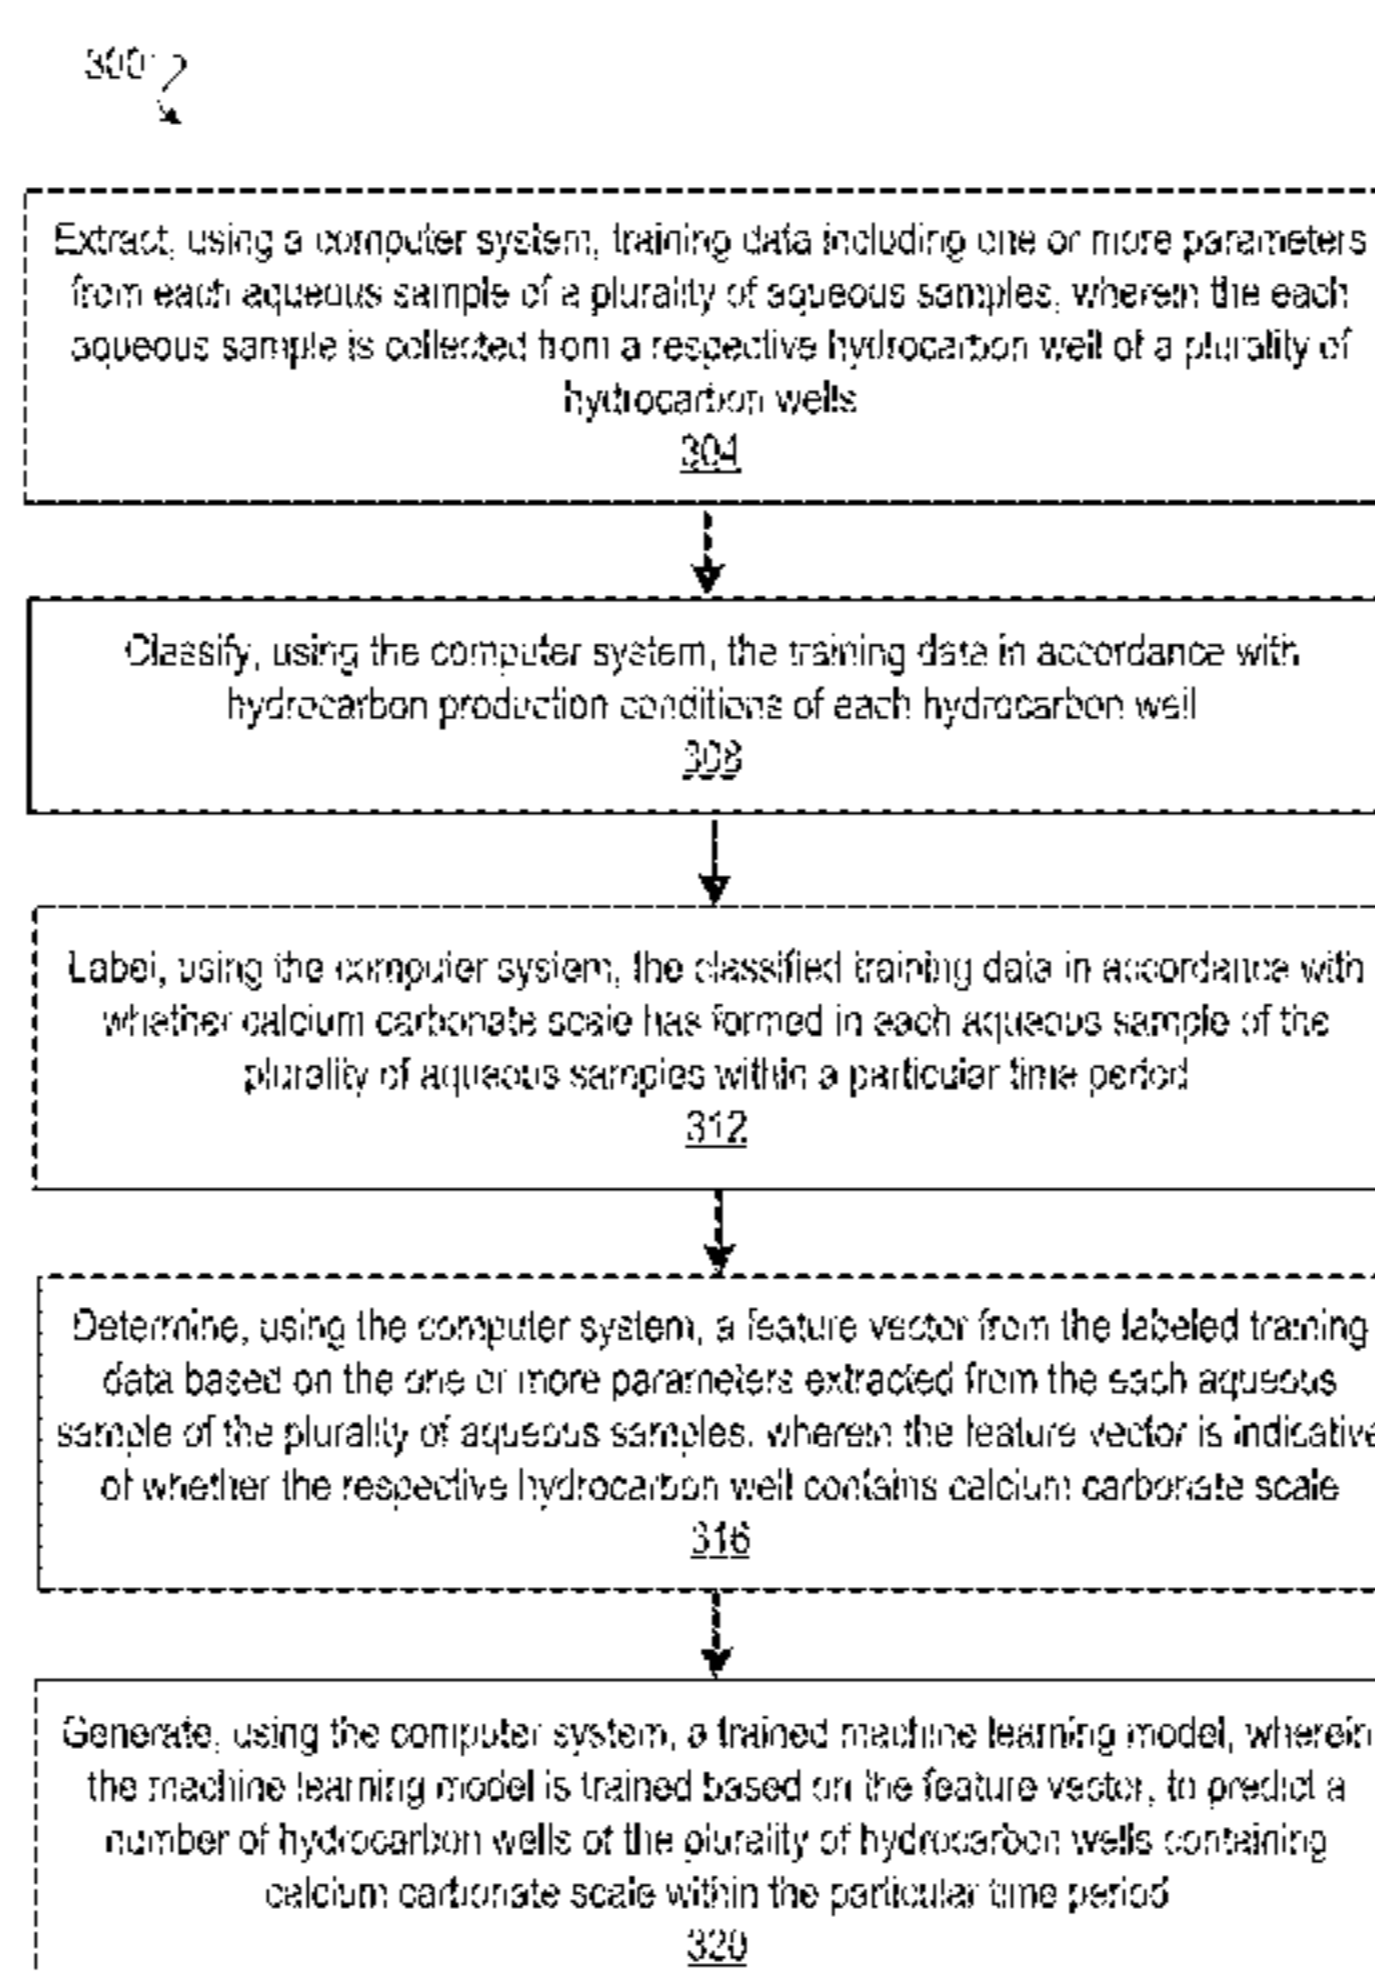 300
Extract, using a computer system, training data including one or more parameters
from each aqueous sample of a plurality of aqueous samples, wherein the each
aqueous sample is collected from a respective hydrocarbon well of a plurality of
hydrocarbon wells
304
Classify, using the computer system, the training data in accordance with
hydrocarbon production conditions of each hydrocarbon well
308
Label, using the computer system, the classified training data in accordance with
whether calcium carbonate scale has formed in each aqueous sample of the
plurality of aqueous samples within a particular time period
312
Determine, using the computer system, a feature vector from the labeled training
data based on the one or more parameters extracted from the each aqueous
sample of the plurality of aqueous samples, wherein the feature vector is indicative
of whether the respective hydrocarbon well contains calcium carbonate scale
316
Generate, using the computer system, a trained machine learning model, wherein
the machine learning model is trained based on the feature vector, to predict a
number of hydrocarbon wells of the plurality of hydrocarbon wells containing
calcium carbonate scale within the particular time period
320